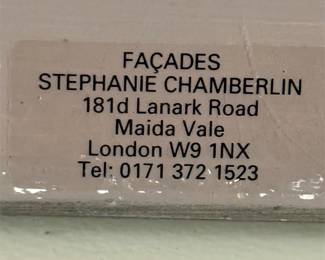 FAÇADES
STEPHANIE CHAMBERLIN
181d Lanark Road
Maida Vale
London W9 1NX
Tel: 0171 372 1523